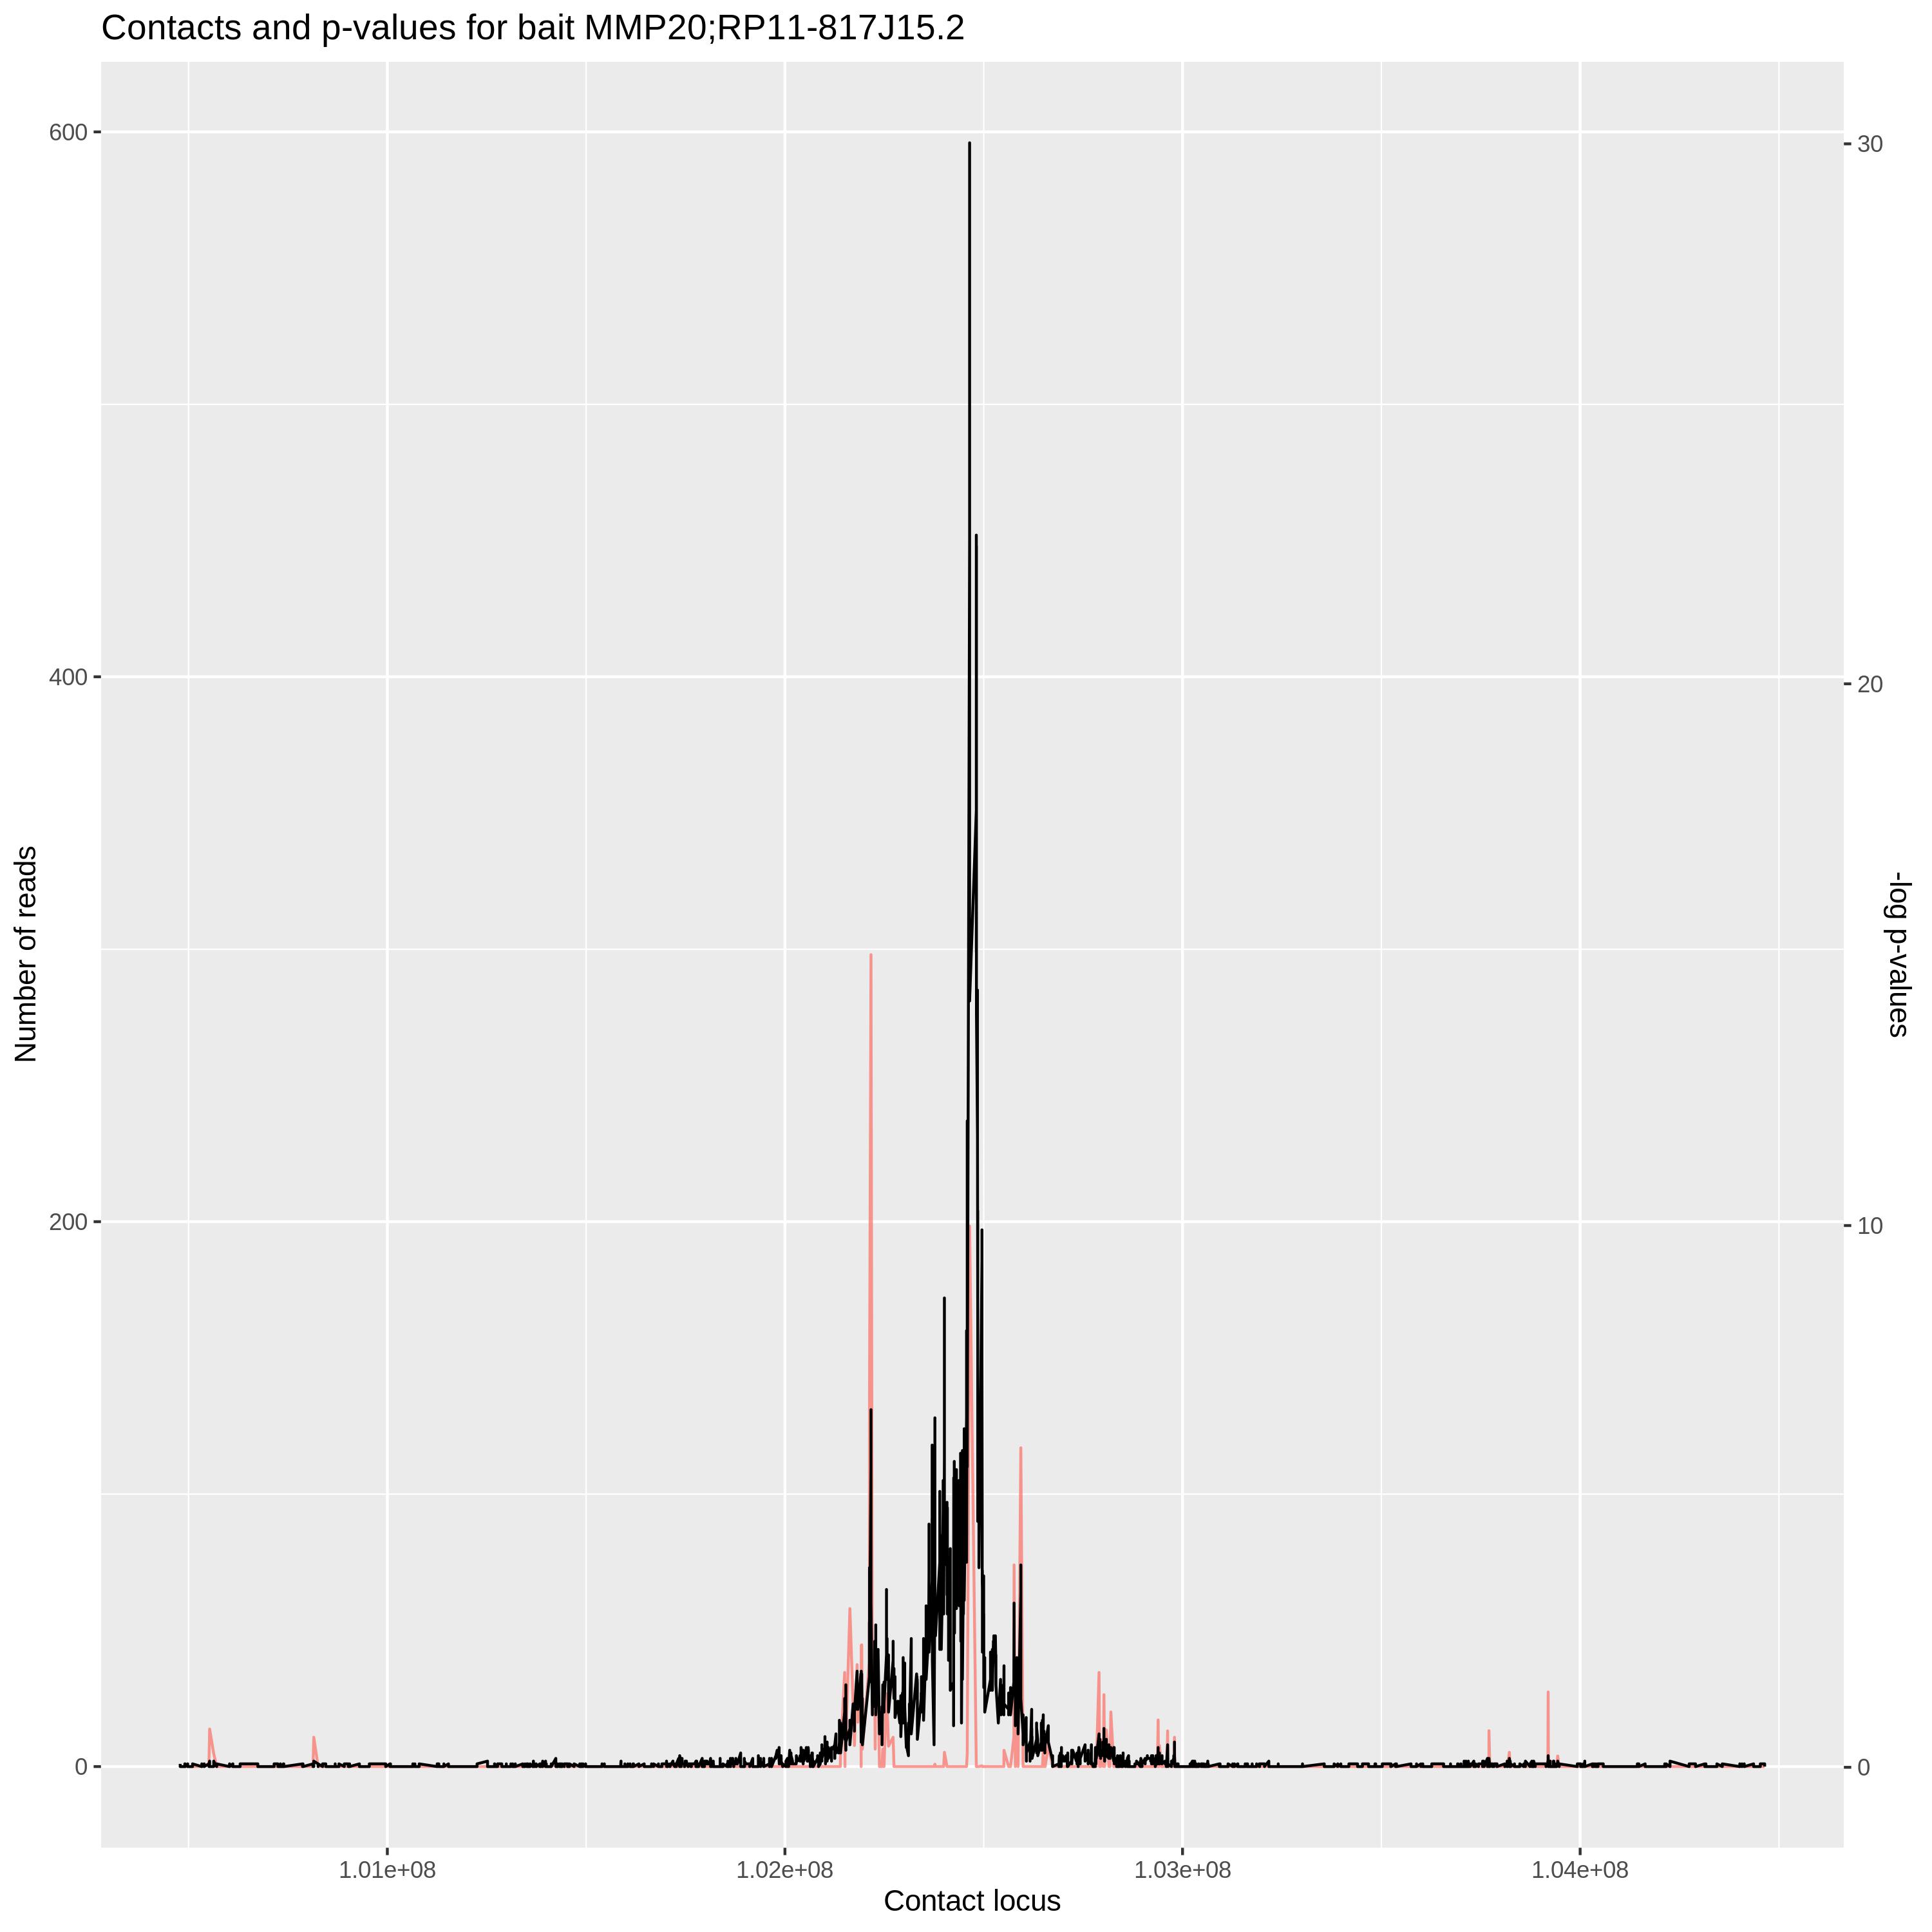 Contacts and p-values for bait MMP20;RP11-817J15.2
600
400
200
0
Number of reads
30
20
10
0
-log p-values
1.01e+08
1.02e+08
1.03e+08
1.04e+08
Contact locus